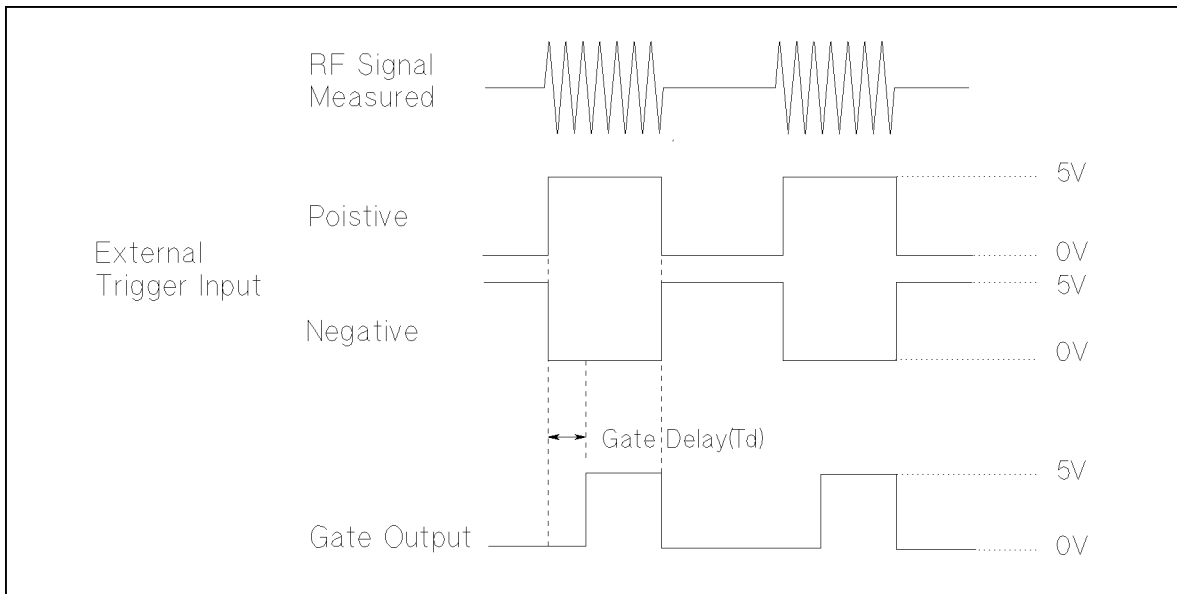 RF Signal
Measured
Poistive
5V
0V
External
Trigger Input
5V
Negative
0V
Gate Delay(Td)
5V
Gate Output
0V